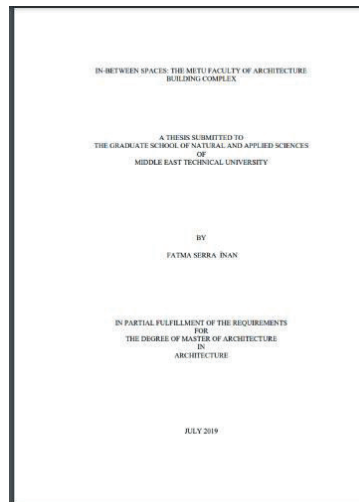 IN-BETWEEN SPACES: THE METU FACULTY OF ARCHITECTURE
BUILDING COMPLEX
A THESIS SUBMITTED TO
THE GRADUATE SCHOOL OF NATURAL AND APPLIED SCIENCES
OF
MIDDLE EAST TECHNICAL UNIVERSITY
BY
FATMA SERRA İNAN
IN PARTIAL FULFILLMENT OF THE REQUIREMENTS
FOR
THE DEGREE OF MASTER OF ARCHITECTURE
IN
ARCHITECTURE
JULY 2019